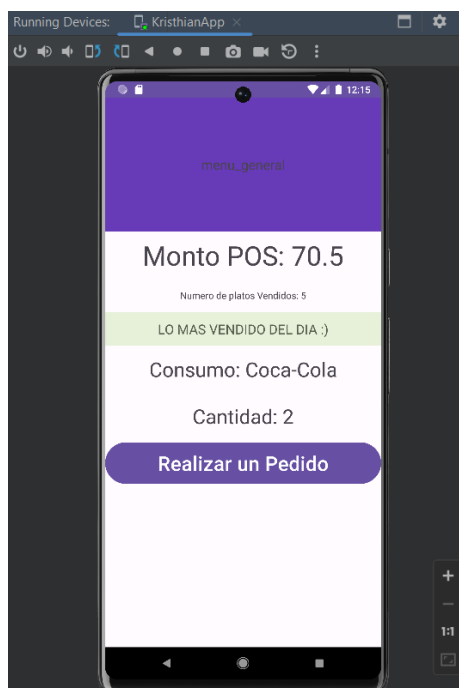 Running Devices: KristhianApp
12:15
menu_general
Monto POS: 70.5
Numero de platos Vendidos: 5
LO MAS VENDIDO DEL DIA :)
Consumo: Coca-Cola
Cantidad: 2
Realizar un Pedido
1:1